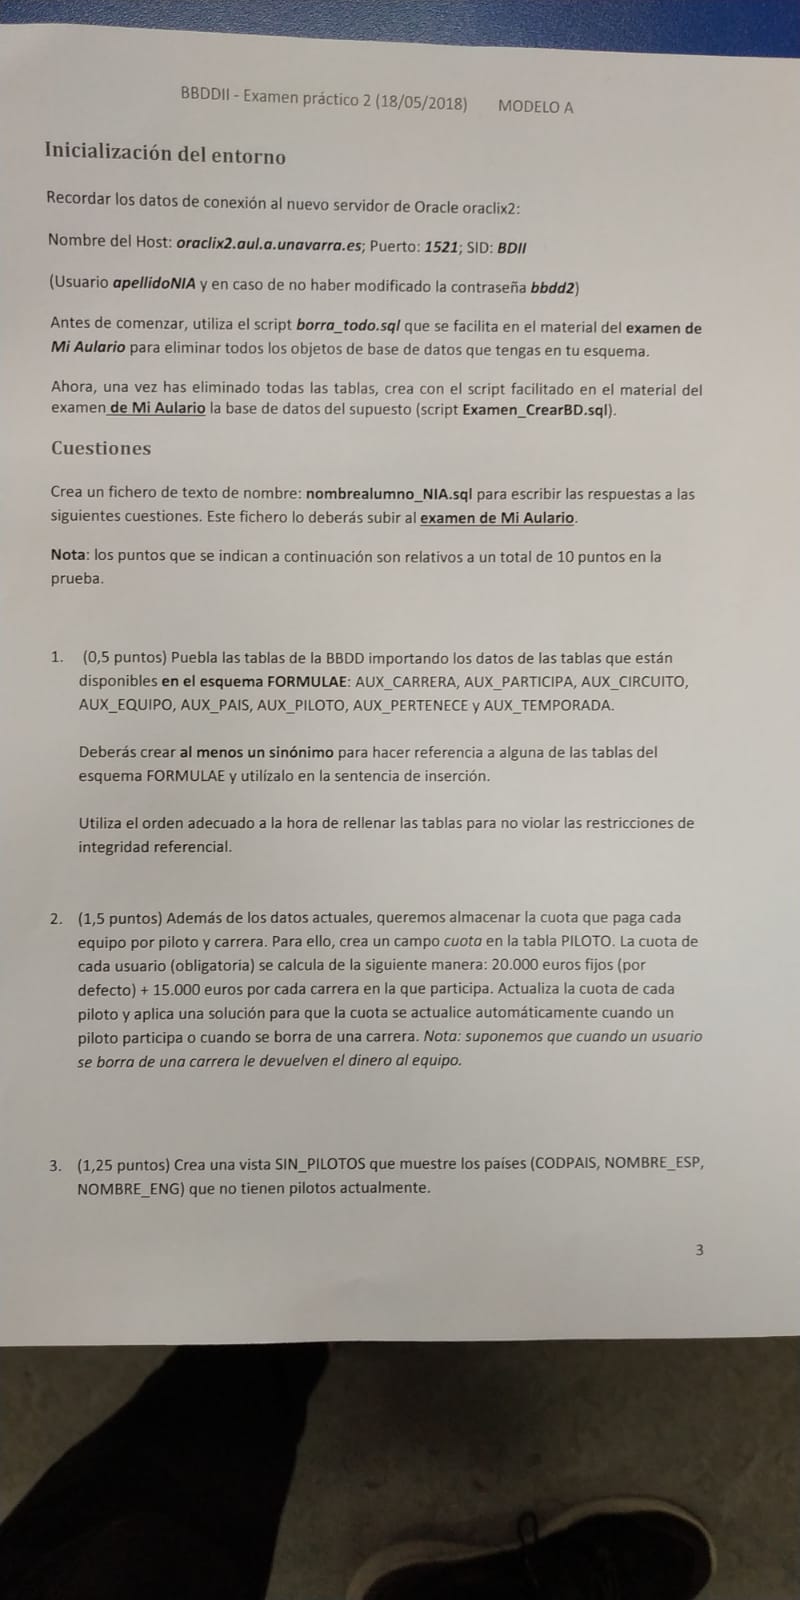 BBDDII - Examen práctico 2 (18/05/2018) MODELO A
Inicialización del entorno
Recordar los datos de conexión al nuevo servidor de Oracle oraclix2:
Nombre del Host: oraclix2.aul.a.unavarra.es; Puerto: 1521; SID: BDII
(Usuario apellidoNIA y en caso de no haber modificado la contraseña bbdd2)
Antes de comenzar, utiliza el script borra_todo.sql que se facilita en el material del examen de
Mi Aulario para eliminar todos los objetos de base de datos que tengas en tu esquema.
Ahora, una vez has eliminado todas las tablas, crea con el script facilitado en el material del
examen de Mi Aulario la base de datos del supuesto (script Examen_CrearBD.sql).
Cuestiones
Crea un fichero de texto de nombre: nombrealumno_NIA.sql para escribir las respuestas a las
siguientes cuestiones. Este fichero lo deberás subir al examen de Mi Aulario.
Nota: los puntos que se indican a continuación son relativos a un total de 10 puntos en la
prueba.
1. (0,5 puntos) Puebla las tablas de la BBDD importando los datos de las tablas que están
disponibles en el esquema FORMULAE: AUX_CARRERA, AUX_PARTICIPA, AUX_CIRCUITO,
AUX_EQUIPO, AUX_PAIS, AUX_PILOTO, AUX_PERTENECE y AUX_TEMPORADA.
Deberás crear al menos un sinónimo para hacer referencia a alguna de las tablas del
esquema FORMULAE y utilízalo en la sentencia de inserción.
Utiliza el orden adecuado a la hora de rellenar las tablas para no violar las restricciones de
integridad referencial.
2. (1,5 puntos) Además de los datos actuales, queremos almacenar la cuota que paga cada
equipo por piloto y carrera. Para ello, crea un campo cuota en la tabla PILOTO. La cuota de
cada usuario (obligatoria) se calcula de la siguiente manera: 20.000 euros fijos (por
defecto) + 15.000 euros por cada carrera en la que participa. Actualiza la cuota de cada
piloto y aplica una solución para que la cuota se actualice automáticamente cuando un
piloto participa o cuando se borra de una carrera. Nota: suponemos que cuando un usuario
se borra de una carrera le devuelven el dinero al equipo.
3. (1,25 puntos) Crea una vista SIN_PILOTOS que muestre los países (CODPAIS, NOMBRE_ESP,
NOMBRE_ENG) que no tienen pilotos actualmente.
3